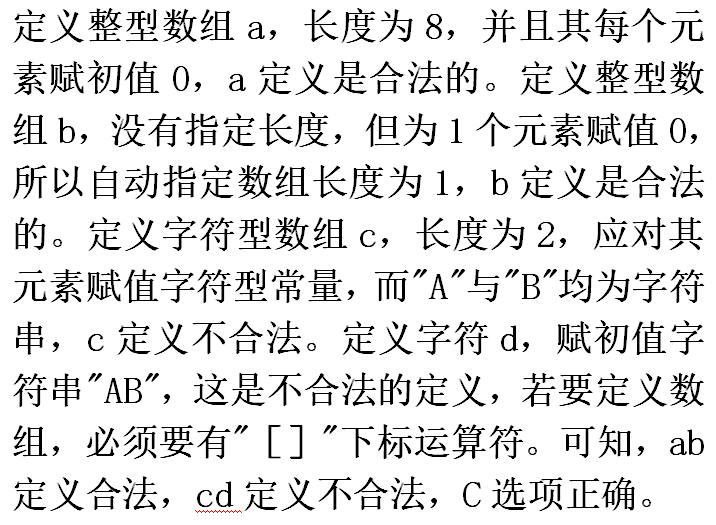 定义整型数组 a，长度为 8，并且其每个元
素赋初值 0，a 定义是合法的。定义整型数
组 b，没有指定长度，但为 1 个元素赋值 0，
所以自动指定数组长度为 1，b 定义是合法
的。定义字符型数组 c，长度为 2，应对其
元素赋值字符型常量，而"A"与"B"均为字符
串，c 定义不合法。定义字符 d，赋初值字
符串"AB"，这是不合法的定义，若要定义数
组，必须要有"［］"下标运算符。可知，ab
定义合法，cd 定义不合法，C 选项正确。